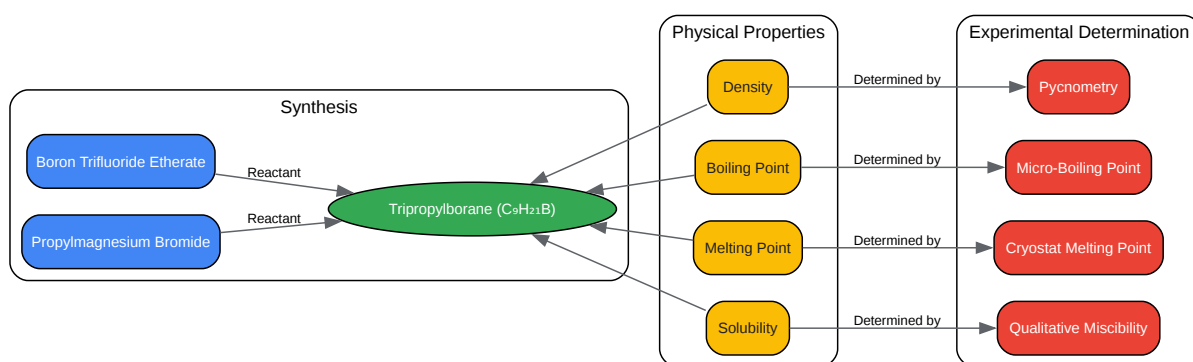 Synthesis
Boron Trifluoride Etherate
Propylmagnesium Bromide
Reactant
Reactant
Tripropylborane (C₉H₂₁B)
Physical Properties
Density
Boiling Point
Melting Point
Solubility
Determined by
Determined by
Determined by
Determined by
Experimental Determination
Pycnometry
Micro-Boiling Point
Cryostat Melting Point
Qualitative Miscibility